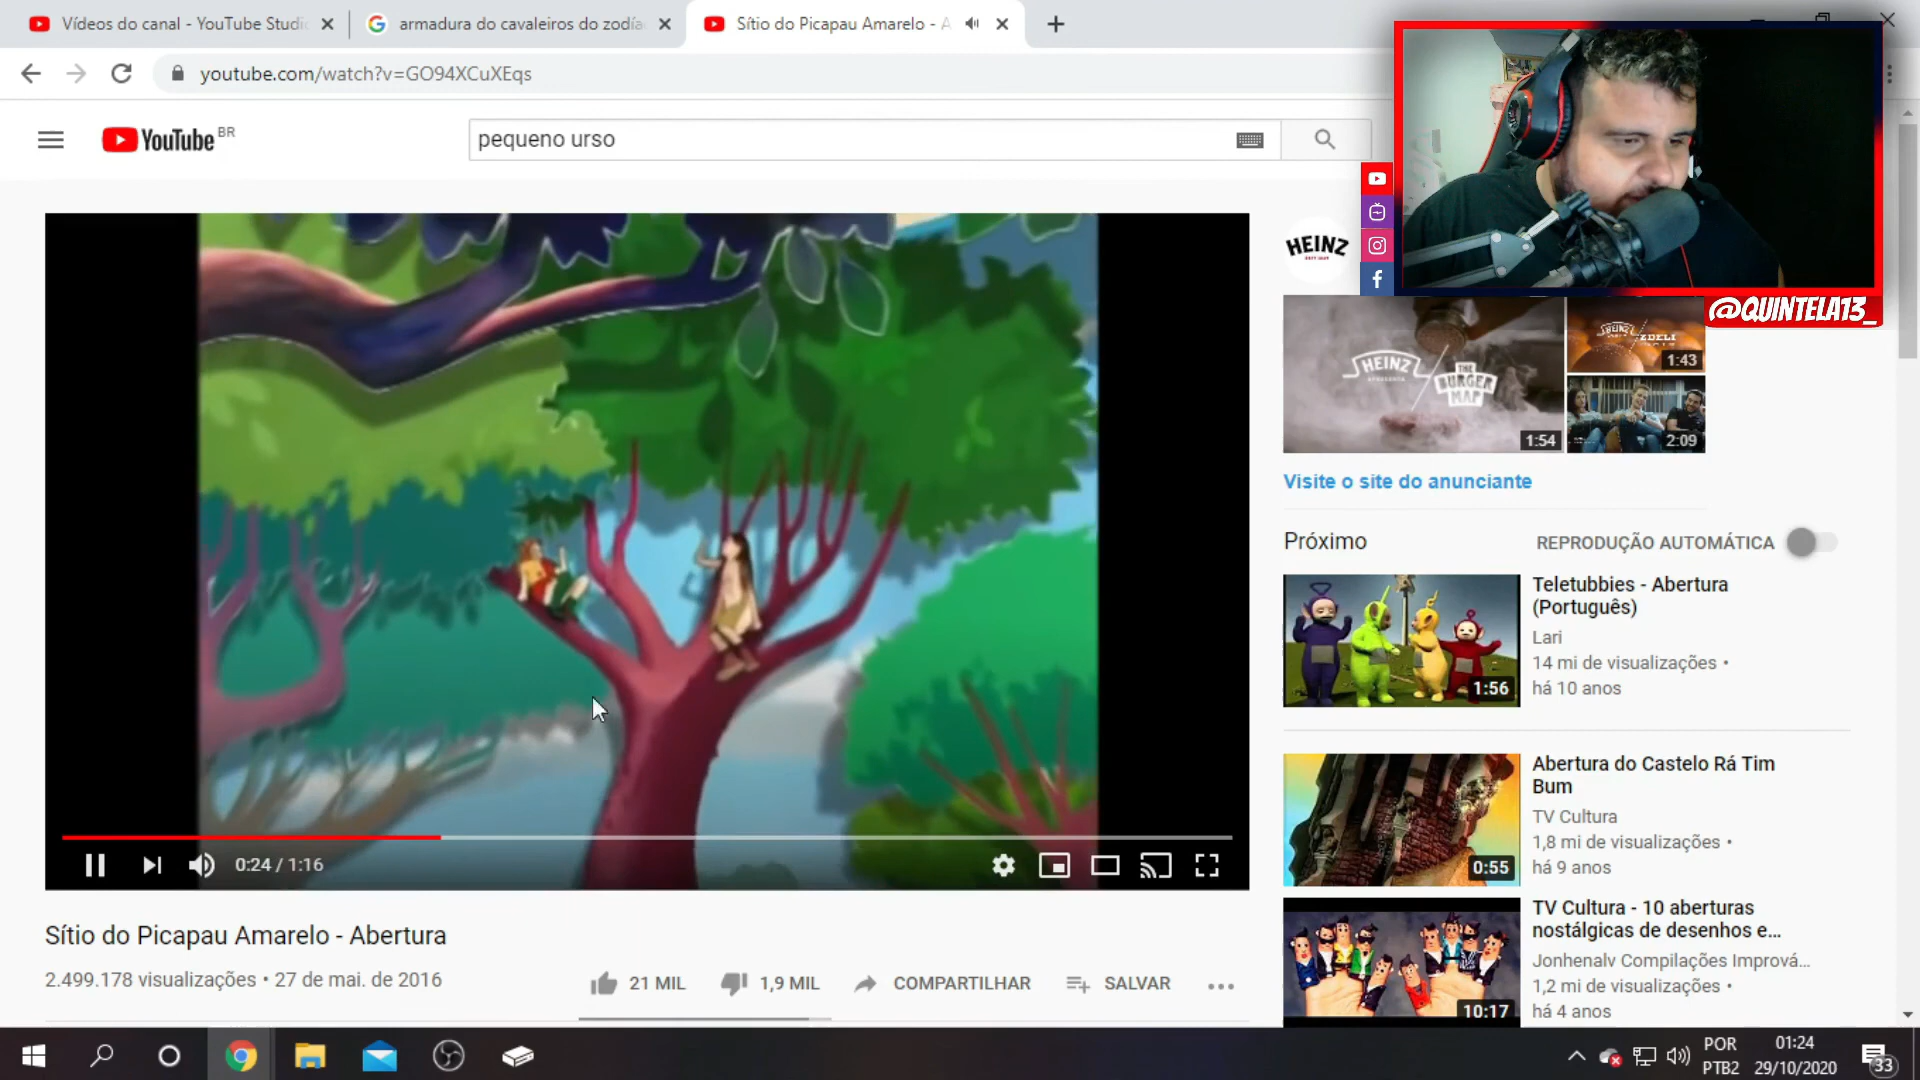 Vídeos do canal - YouTube Studi
armadura do cavaleiros do zodía
Sítio do Picapau Amarelo - A
youtube.com/watch?v=GO94XCuXEqs
YouTube BR
pequeno urso
@QUINTELA13_
HEINZ
HEINZ
THE BURGER MAP
1:54
HEINZ
1:43
2:09
Visite o site do anunciante
Próximo
REPRODUÇÃO AUTOMÁTICA
Teletubbies - Abertura
(Português)
Lari
14 mi de visualizações •
há 10 anos
1:56
Abertura do Castelo Rá Tim
Bum
TV Cultura
1,8 mi de visualizações •
há 9 anos
0:55
TV Cultura - 10 aberturas
nostálgicas de desenhos e...
Jonhenalv Compilações Imprová...
1,2 mi de visualizações •
há 4 anos
10:17
0:24 / 1:16
Sítio do Picapau Amarelo - Abertura
2.499.178 visualizações • 27 de mai. de 2016
21 MIL
1,9 MIL
COMPARTILHAR
SALVAR
POR
PTB2
01:24
29/10/2020
33